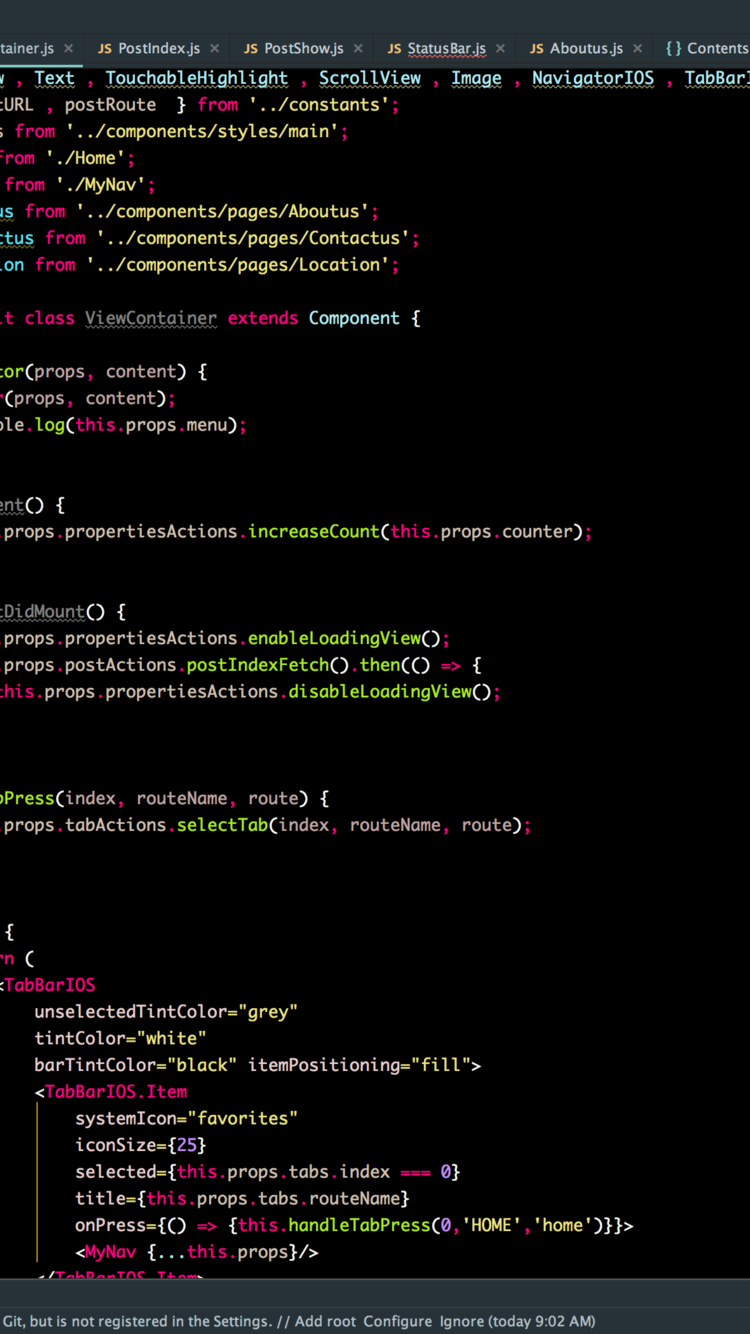 tainer.js × JS PostIndex.js × JS PostShow.js × JS StatusBar.js × JS Aboutus.js × {} Contents
w , Text , TouchableHighlight , ScrollView , Image , NavigatorIOS , TabBarI
tURL , postRoute } from '../constants';
s from '../components/styles/main';
from './Home';
from './MyNav';
us from '../components/pages/Aboutus';
ctus from '../components/pages/Contactus';
ion from '../components/pages/Location';
lt class ViewContainer extends Component {
tor(props, content) {
r(props, content);
ole.log(this.props.menu);
ent() {
.props.propertiesActions.increaseCount(this.props.counter);
tDidMount() {
.props.propertiesActions.enableLoadingView();
.props.postActions.postIndexFetch().then(() => {
this.props.propertiesActions.disableLoadingView();
bPress(index, routeName, route) {
.props.tabActions.selectTab(index, routeName, route);
{
rn (
<TabBarIOS
unselectedTintColor="grey"
tintColor="white"
barTintColor="black" itemPositioning="fill">
<TabBarIOS.Item
systemIcon="favorites"
iconSize={25}
selected={this.props.tabs.index === 0}
title={this.props.tabs.routeName}
onPress={() => {this.handleTabPress(0,'HOME','home')}}>
<MyNav {...this.props}/>
</TabBarIOS.Item>
Git, but is not registered in the Settings. // Add root Configure Ignore (today 9:02 AM)